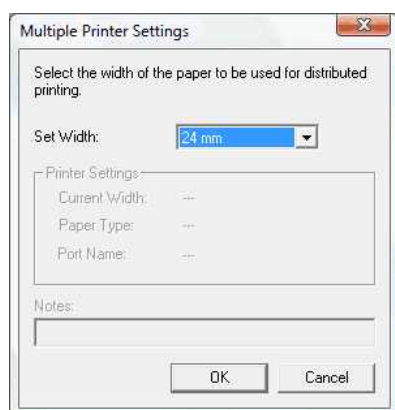 Multiple Printer Settings
Select the width of the paper to be used for distributed
printing.
Set Width: 24 mm
Printer Settings
Current Width: ---
Paper Type: ---
Port Name: ---
Notes:
OK Cancel